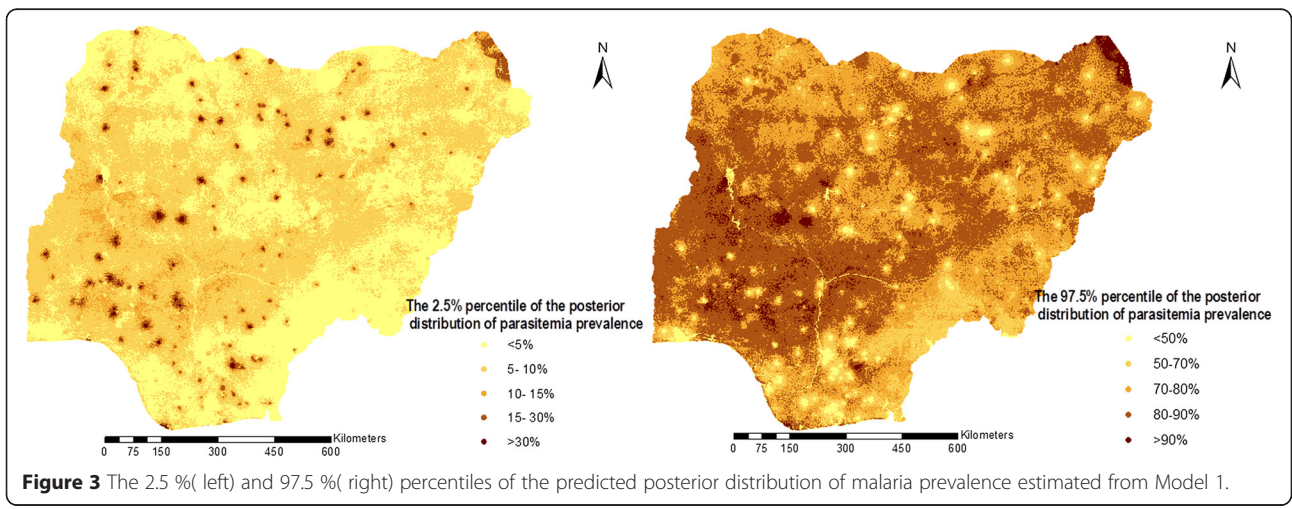 N
The 2.5% percentile of the posterior
distribution of parasitemia prevalence
<5%
5- 10%
10- 15%
15- 30%
>30%
Kilometers
0 75 150 300 450 600
N
The 97.5% percentile of the posterior
distribution of parasitemia prevalence
<50%
50-70%
70-80%
80-90%
>90%
Kilometers
0 75 150 300 450 600
Figure 3 The 2.5 %( left) and 97.5 %( right) percentiles of the predicted posterior distribution of malaria prevalence estimated from Model 1.